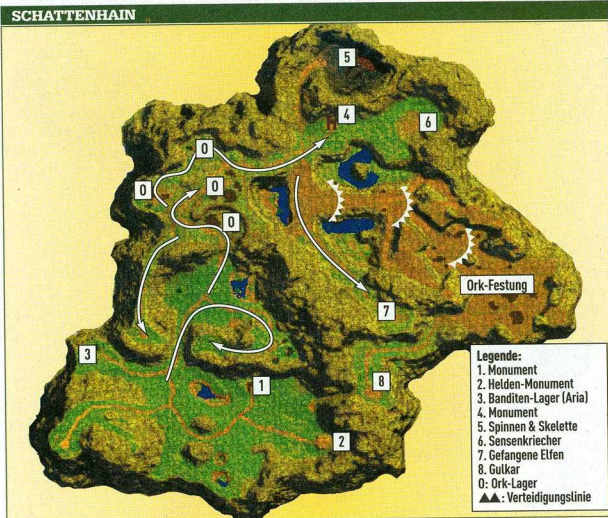 SCHATTENHAIN
5
4
6
0
0
0
0
Ork-Festung
7
3
8
1
2
Legende:
1. Monument
2. Helden-Monument
3. Banditen-Lager (Aria)
4. Monument
5. Spinnen & Skelette
6. Sensenkriecher
7. Gefangene Elfen
8. Gulkar
0: Ork-Lager
▲▲: Verteidigungslinie